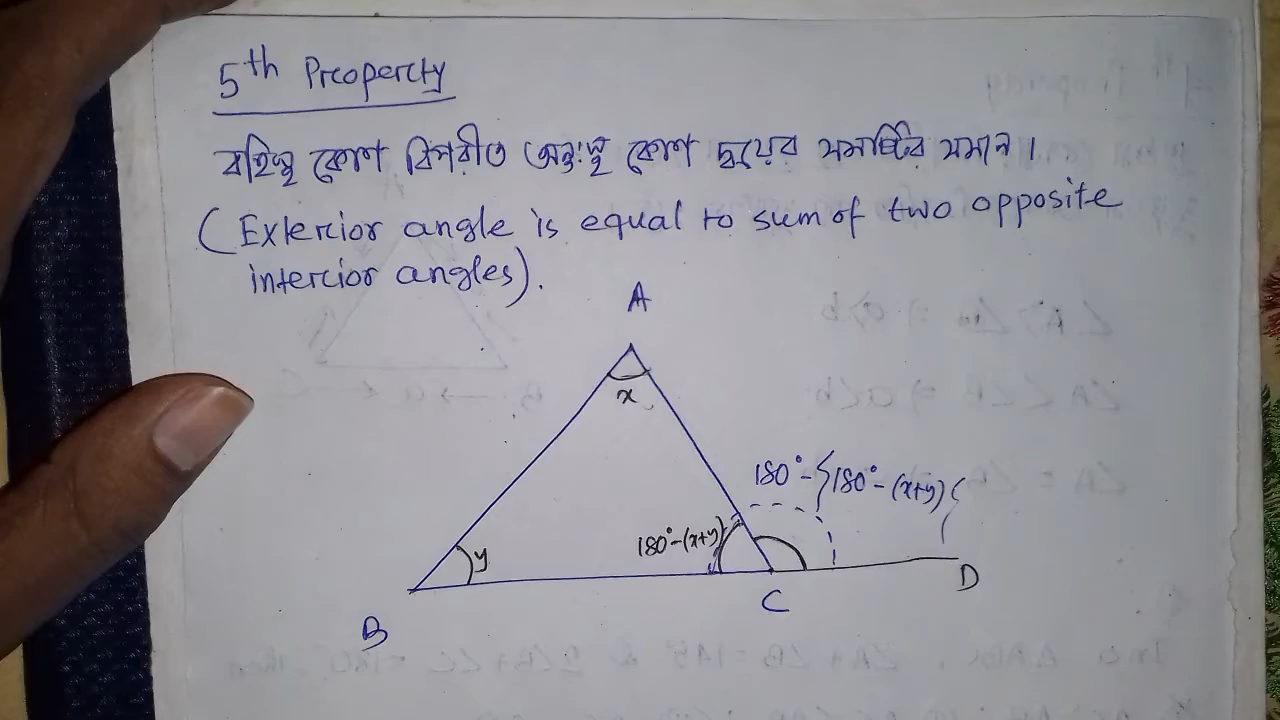 5th Preoperty
বহিঃস্থ কোণ বিপরীত অন্তঃস্থ কোণ দ্বয়ের সমষ্টির সমান।
(Exterior angle is equal to sum of two opposite
interior angles).
A
x
180°-{180°-(x+y)}
180°-(x+y)
y
D
C
B